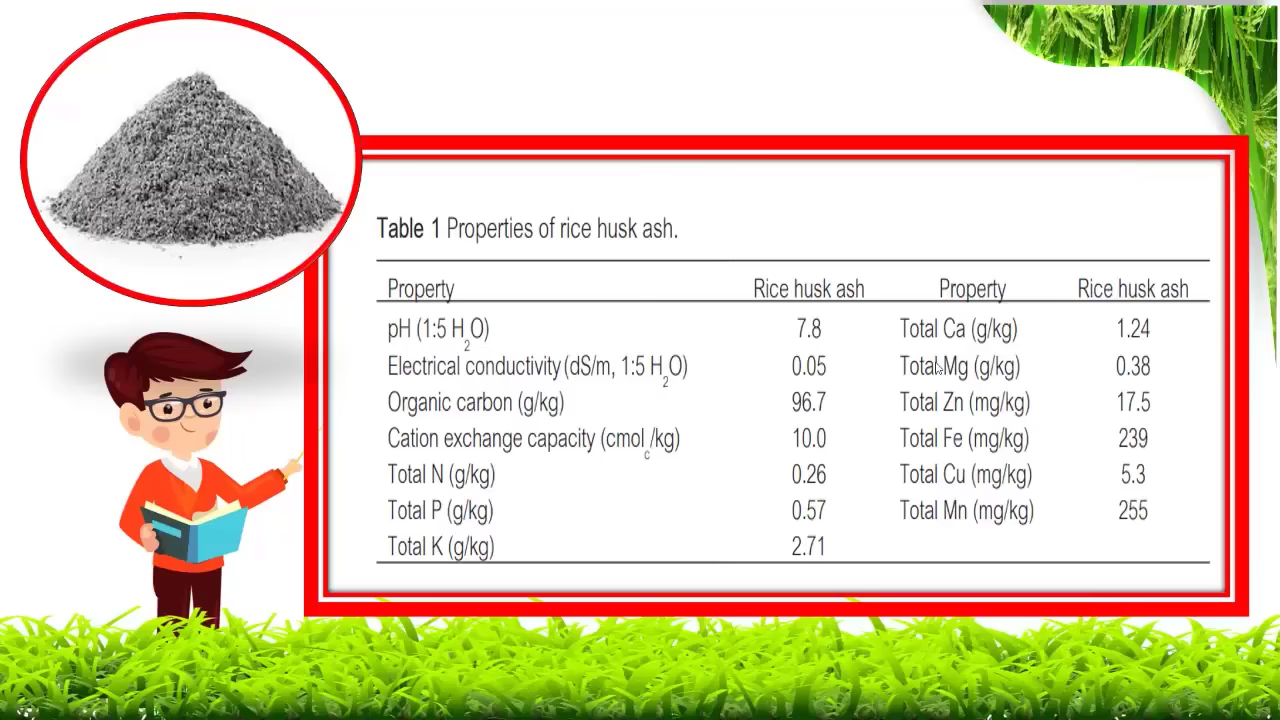 Table 1 Properties of rice husk ash.
Property Rice husk ash Property Rice husk ash
pH (1:5 H2O) 7.8 Total Ca (g/kg) 1.24
Electrical conductivity (dS/m, 1:5 H2O) 0.05 Total Mg (g/kg) 0.38
Organic carbon (g/kg) 96.7 Total Zn (mg/kg) 17.5
Cation exchange capacity (cmolc/kg) 10.0 Total Fe (mg/kg) 239
Total N (g/kg) 0.26 Total Cu (mg/kg) 5.3
Total P (g/kg) 0.57 Total Mn (mg/kg) 255
Total K (g/kg) 2.71